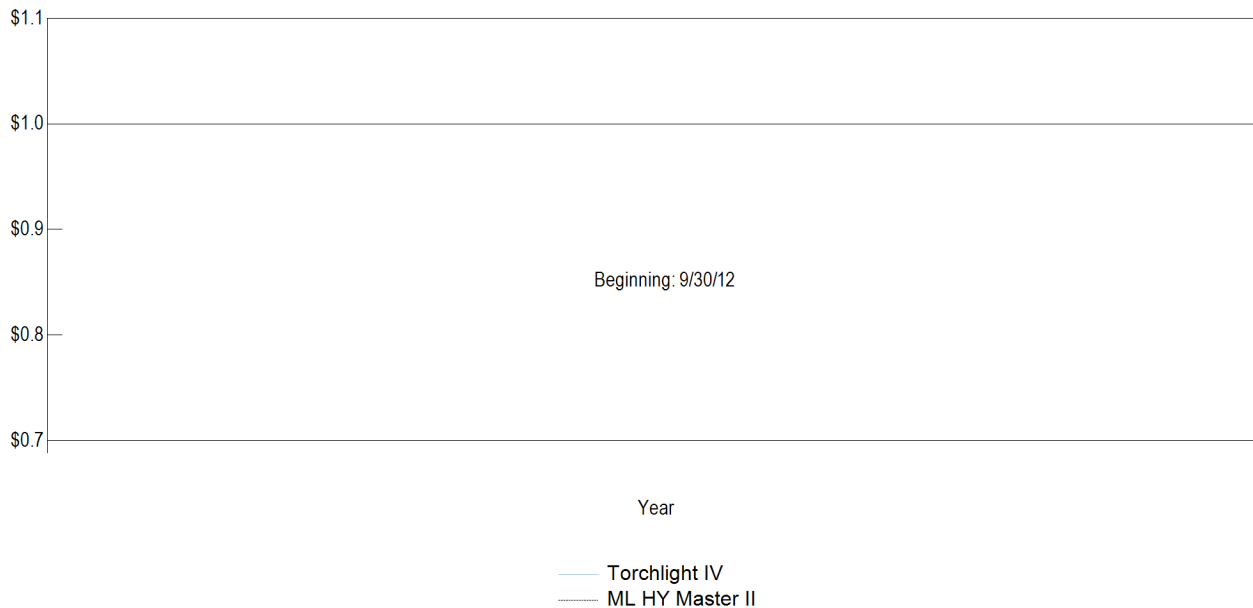 $1.1
$1.0
$0.9
Beginning: 9/30/12
$0.8
$0.7
Year
Torchlight IV
ML HY Master II